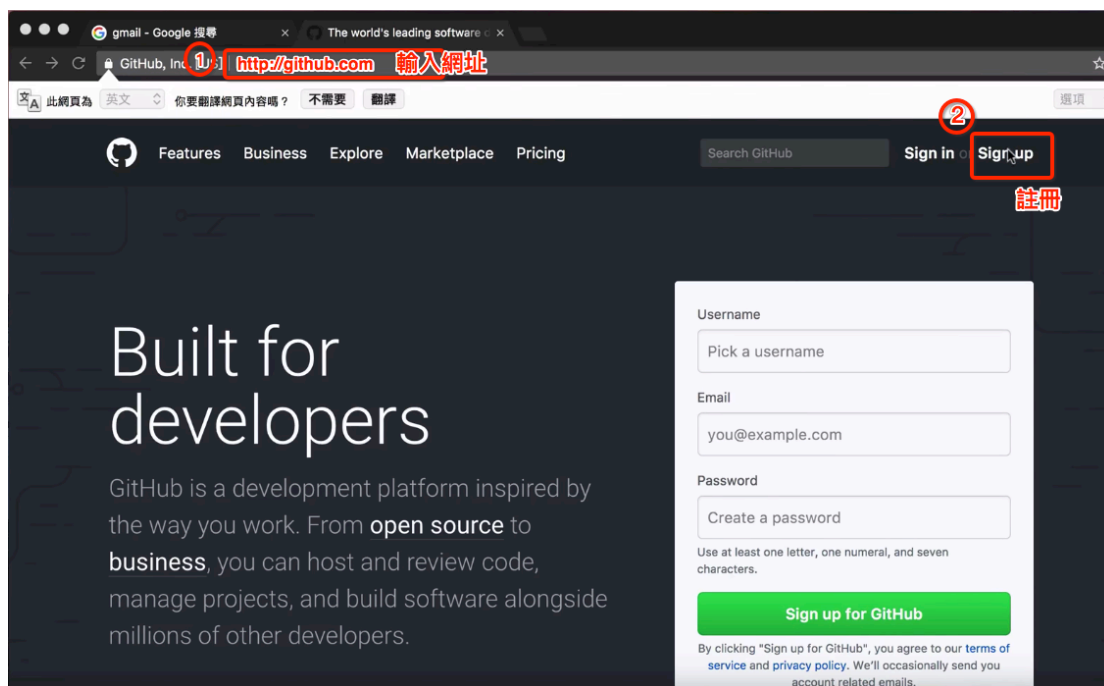 gmail - Google 搜尋
The world's leading software
1
GitHub, Inc. [US]
http://github.com
輸入網址
此網頁為 英文 你要翻譯網頁內容嗎? 不需要 翻譯 選項
2
Features Business Explore Marketplace Pricing Search GitHub Sign in or Sign up
註冊
Built for
developers
GitHub is a development platform inspired by
the way you work. From open source to
business, you can host and review code,
manage projects, and build software alongside
millions of other developers.
Username
Pick a username
Email
you@example.com
Password
Create a password
Use at least one letter, one numeral, and seven
characters.
Sign up for GitHub
By clicking "Sign up for GitHub", you agree to our terms of
service and privacy policy. We'll occasionally send you
account related emails.